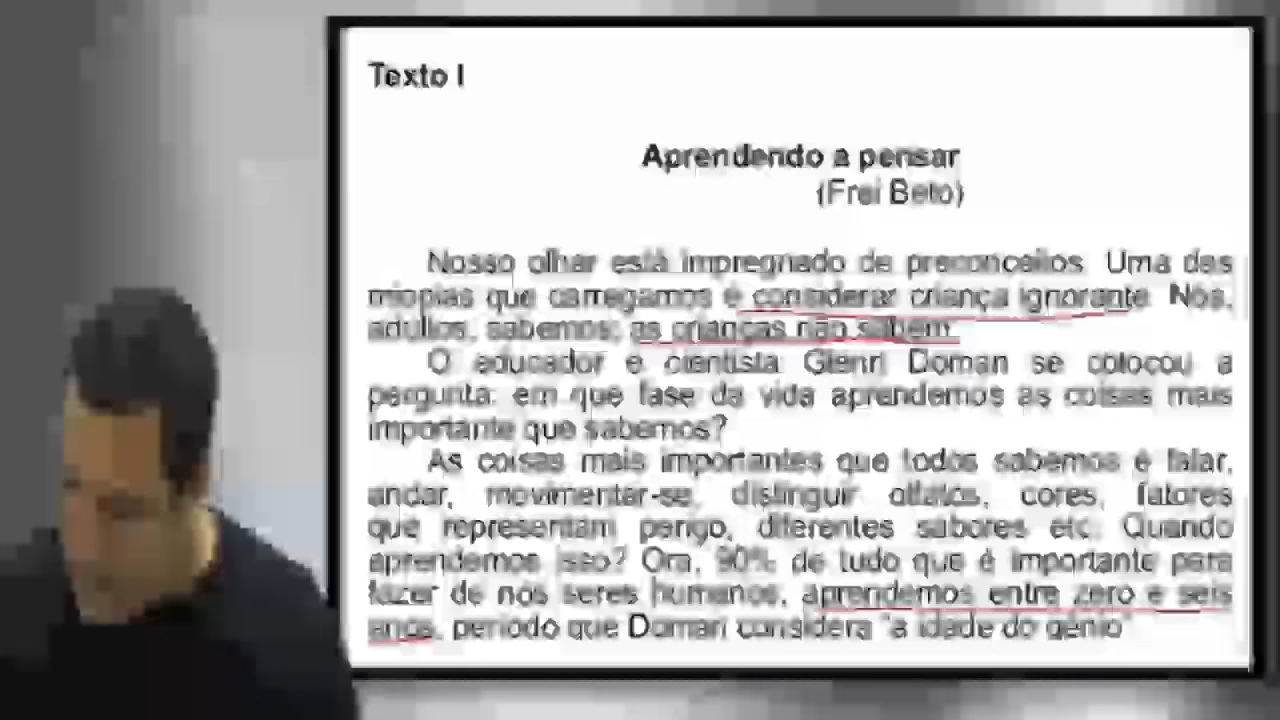 Texto I
Aprendendo a pensar
(Frei Beto)
Nosso olhar está impregnado de preconceitos. Uma das
miopias que carregamos é considerar criança ignorante. Nós,
adultos, sabemos; as crianças não sabem.
O educador e cientista Glenn Doman se colocou a
pergunta: em que fase da vida aprendemos as coisas mais
importante que sabemos?
As coisas mais importantes que todos sabemos é falar,
andar, movimentar-se, distinguir olfatos, cores, fatores
que representam perigo, diferentes sabores etc. Quando
aprendemos isso? Ora, 90% de tudo que é importante para
fazer de nós seres humanos, aprendemos entre zero e seis
anos, período que Doman considera "a idade do gênio"